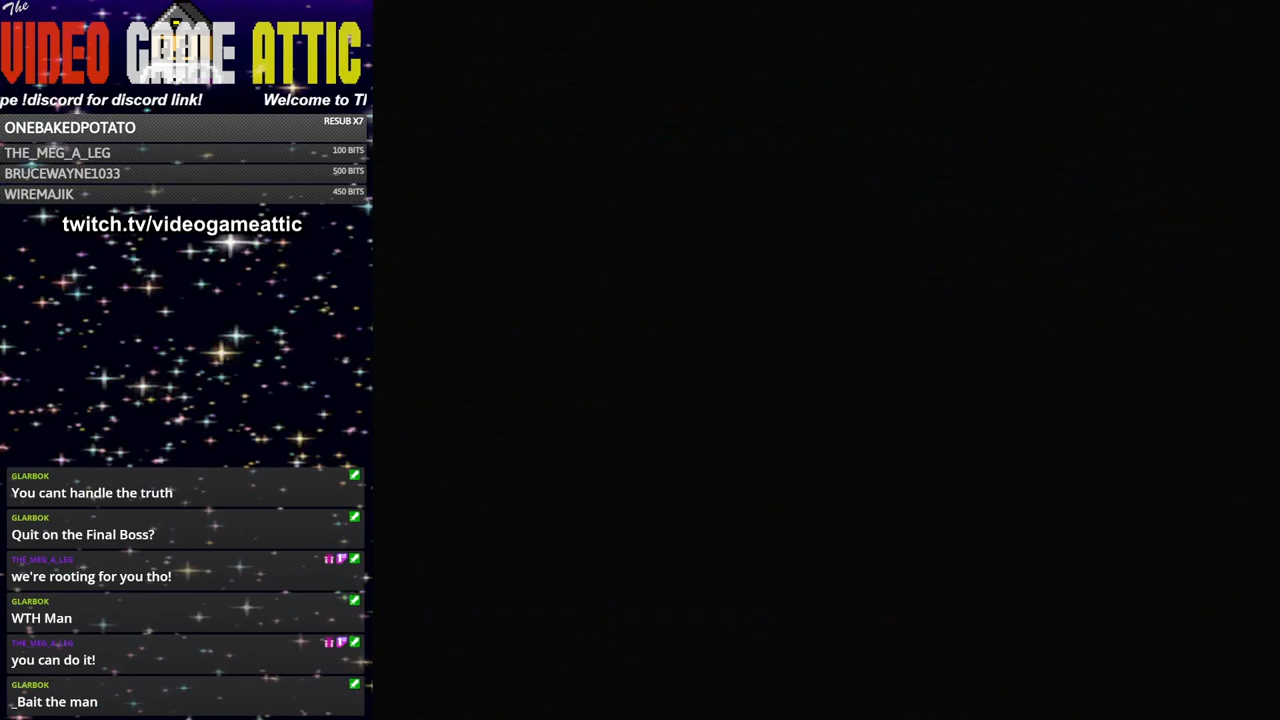 The
VIDEO GAME ATTIC
pe !discord for discord link! Welcome to Tl
ONEBAKEDPOTATO RESUB X7
THE_MEG_A_LEG 100 BITS
BRUCEWAYNE1033 500 BITS
WIREMAJIK 450 BITS
twitch.tv/videogameattic
GLARBOK
You cant handle the truth
GLARBOK
Quit on the Final Boss?
THE_MEG_A_LEG
we're rooting for you tho!
GLARBOK
WTH Man
THE_MEG_A_LEG
you can do it!
GLARBOK
_Bait the man